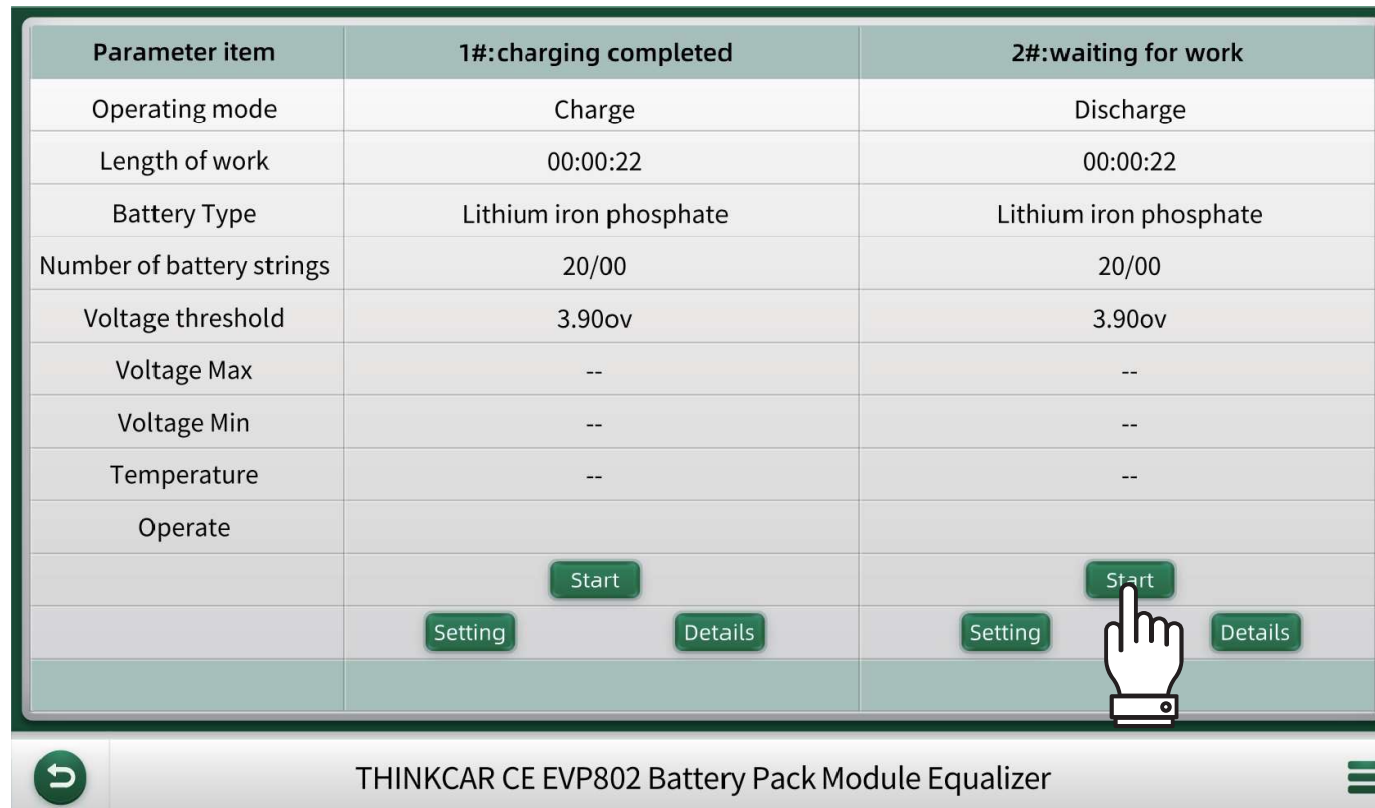 Parameter item 1#:charging completed 2#:waiting for work
Operating mode Charge Discharge
Length of work 00:00:22 00:00:22
Battery Type Lithium iron phosphate Lithium iron phosphate
Number of battery strings 20/00 20/00
Voltage threshold 3.90ov 3.90ov
Voltage Max -- --
Voltage Min -- --
Temperature -- --
Operate
Start Start
Setting Details Setting Details
THINKCAR CE EVP802 Battery Pack Module Equalizer